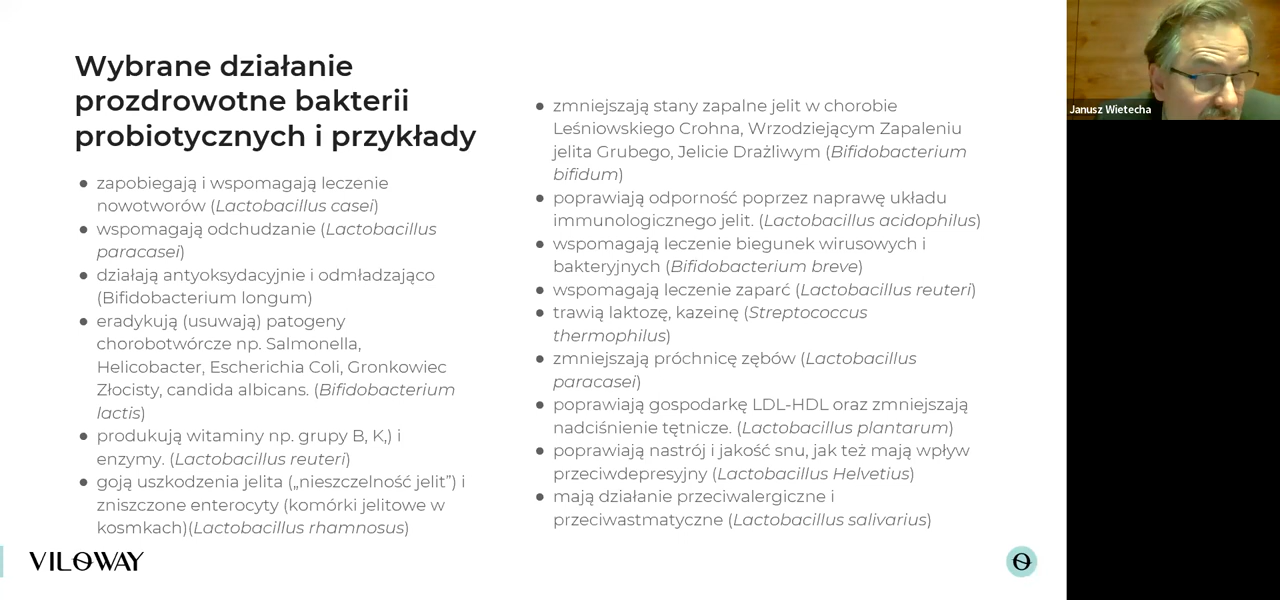 Wybrane działanie
prozdrowotne bakterii
probiotycznych i przykłady
● zapobiegają i wspomagają leczenie
nowotworów (Lactobacillus casei)
● wspomagają odchudzanie (Lactobacillus
paracasei)
● działają antyoksydacyjnie i odmładzająco
(Bifidobacterium longum)
● eradykują (usuwają) patogeny
chorobotwórcze np. Salmonella,
Helicobacter, Escherichia Coli, Gronkowiec
Złocisty, candida albicans. (Bifidobacterium
lactis)
● produkują witaminy np. grupy B, K,) i
enzymy. (Lactobacillus reuteri)
● goją uszkodzenia jelita („nieszczelność jelit”) i
zniszczone enterocyty (komórki jelitowe w
kosmkach)(Lactobacillus rhamnosus)
● zmniejszają stany zapalne jelit w chorobie
Leśniowskiego Crohna, Wrzodziejącym Zapaleniu
jelita Grubego, Jelicie Drażliwym (Bifidobacterium
bifidum)
● poprawiają odporność poprzez naprawę układu
immunologicznego jelit. (Lactobacillus acidophilus)
● wspomagają leczenie biegunek wirusowych i
bakteryjnych (Bifidobacterium breve)
● wspomagają leczenie zaparć (Lactobacillus reuteri)
● trawią laktozę, kazeinę (Streptococcus
thermophilus)
● zmniejszają próchnicę zębów (Lactobacillus
paracasei)
● poprawiają gospodarkę LDL-HDL oraz zmniejszają
nadciśnienie tętnicze. (Lactobacillus plantarum)
● poprawiają nastrój i jakość snu, jak też mają wpływ
przeciwdepresyjny (Lactobacillus Helvetius)
● mają działanie przeciwalergiczne i
przeciwastmatyczne (Lactobacillus salivarius)
VILOWAY
Janusz Wietecha